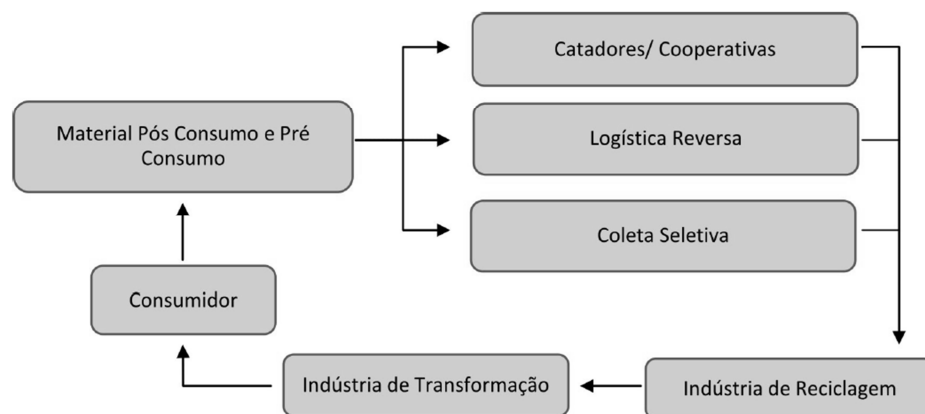 Catadores/ Cooperativas
Material Pós Consumo e Pré
Consumo
Logística Reversa
Coleta Seletiva
Consumidor
Indústria de Transformação
Indústria de Reciclagem